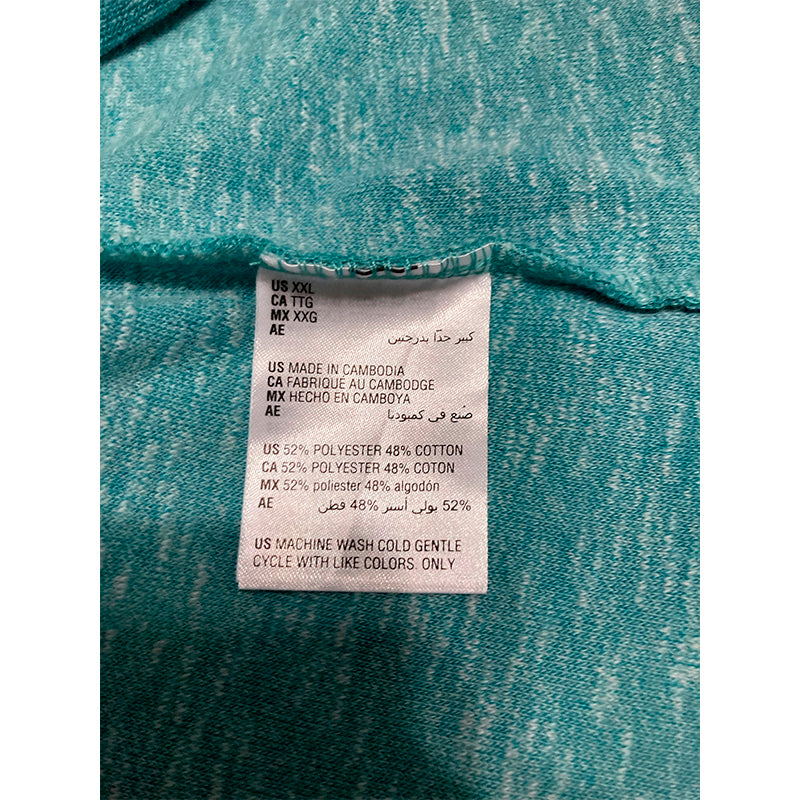 US XXL
CA TTG
MX XXG
AE كبير جدًا بدرجتين
US MADE IN CAMBODIA
CA FABRIQUE AU CAMBODGE
MX HECHO EN CAMBOYA
AE صُنع في كمبوديا
US 52% POLYESTER 48% COTTON
CA 52% POLYESTER 48% COTON
MX 52% poliester 48% algodón
AE 52% بولي أستر 48% قطن
US MACHINE WASH COLD GENTLE
CYCLE WITH LIKE COLORS. ONLY